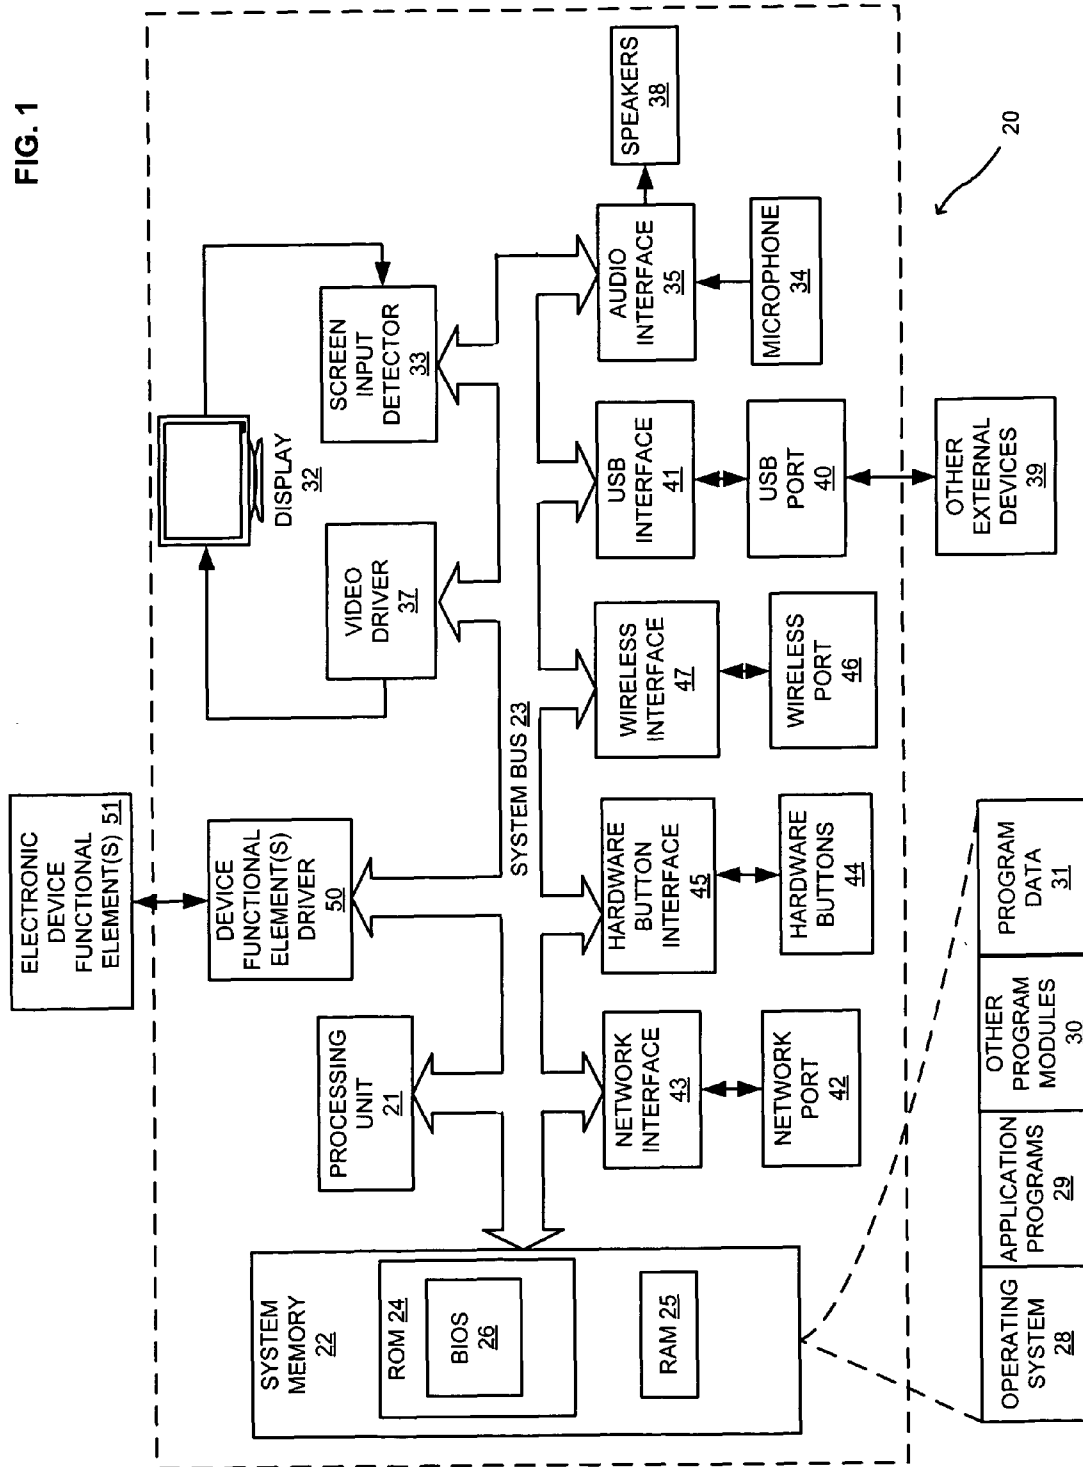 FIG. 1
ELECTRONIC
DEVICE
FUNCTIONAL
ELEMENT(S) 51
DISPLAY
32
DEVICE
FUNCTIONAL
ELEMENT(S)
DRIVER
50
PROCESSING
UNIT
21
VIDEO
DRIVER
37
SCREEN
INPUT
DETECTOR
33
SYSTEM
MEMORY
22
ROM 24
BIOS
26
RAM 25
SYSTEM BUS 23
NETWORK
INTERFACE
43
HARDWARE
BUTTON
INTERFACE
45
WIRELESS
INTERFACE
47
USB
INTERFACE
41
AUDIO
INTERFACE
35
SPEAKERS
38
NETWORK
PORT
42
HARDWARE
BUTTONS
44
WIRELESS
PORT
46
USB
PORT
40
MICROPHONE
34
OPERATING
SYSTEM
28
APPLICATION
PROGRAMS
29
OTHER
PROGRAM
MODULES
30
PROGRAM
DATA
31
OTHER
EXTERNAL
DEVICES
39
20